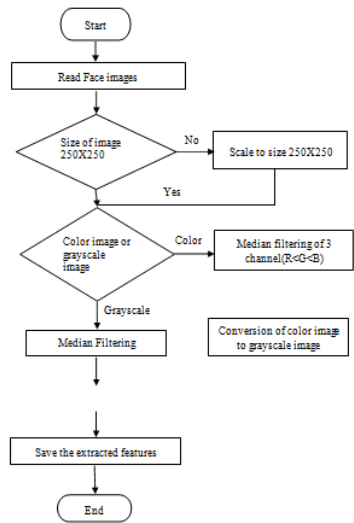 Start
Read Face images
Size of image
250X250
No
Scale to size 250X250
Yes
Color image or
grayscale
image
Color
Median filtering of 3
channel(R<G<B)
Grayscale
Median Filtering
Conversion of color image
to grayscale image
Save the extracted features
End